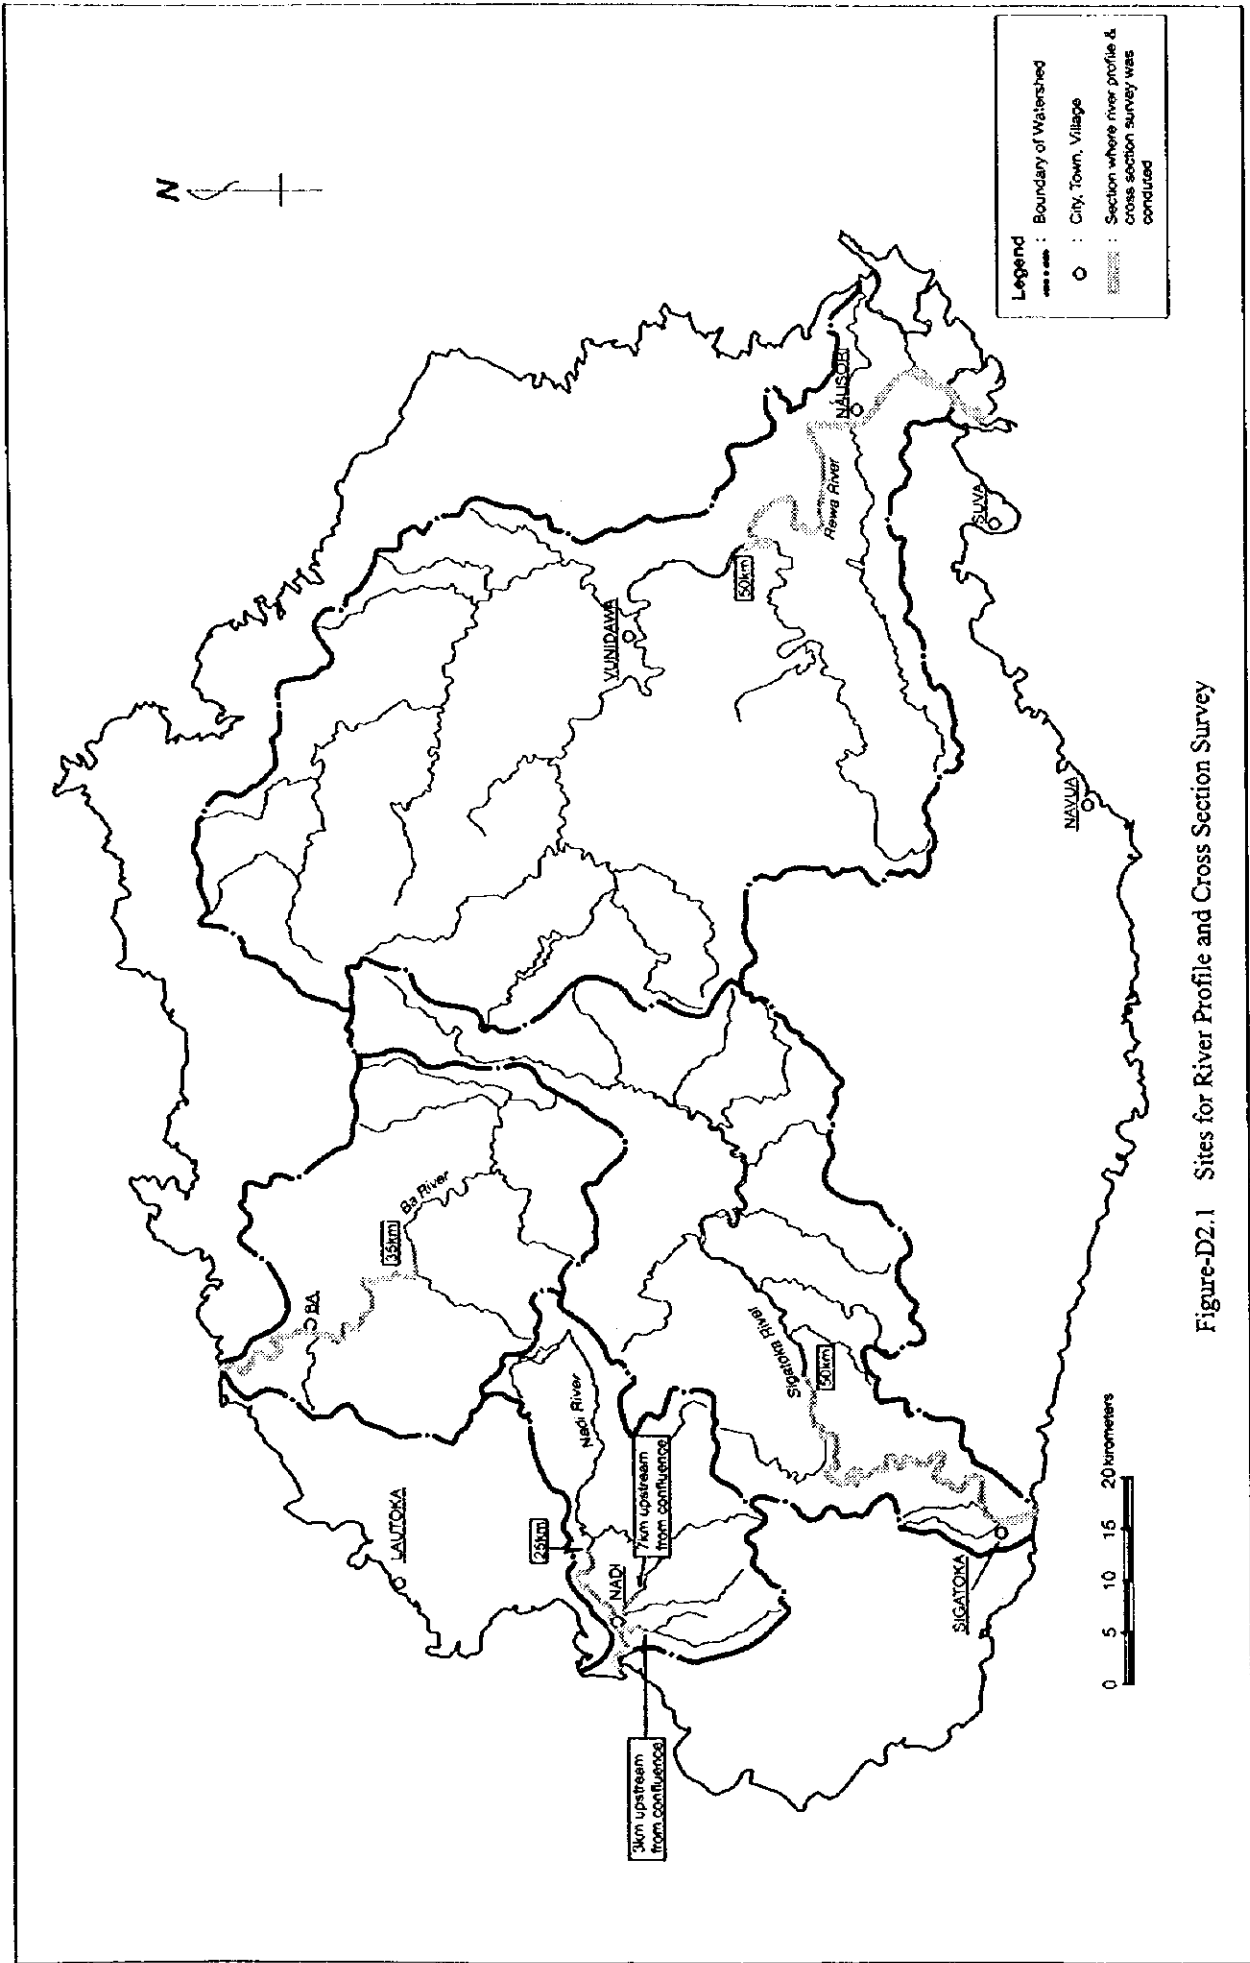 N
Legend
: Boundary of Watershed
: City, Town, Village
: Section where river profile &
cross section survey was
conduted
LAUTOKA
BA
35km
Ba River
VUNIDAWA
50km
Rewa River
NAUSORI
SUVA
NAVUA
25km
Nadi River
NADI
7km upstream
from confluence
3km upstream
from confluence
Sigatoka River
50km
SIGATOKA
0 5 10 15 20 kirometers
Figure-D2.1 Sites for River Profile and Cross Section Survey